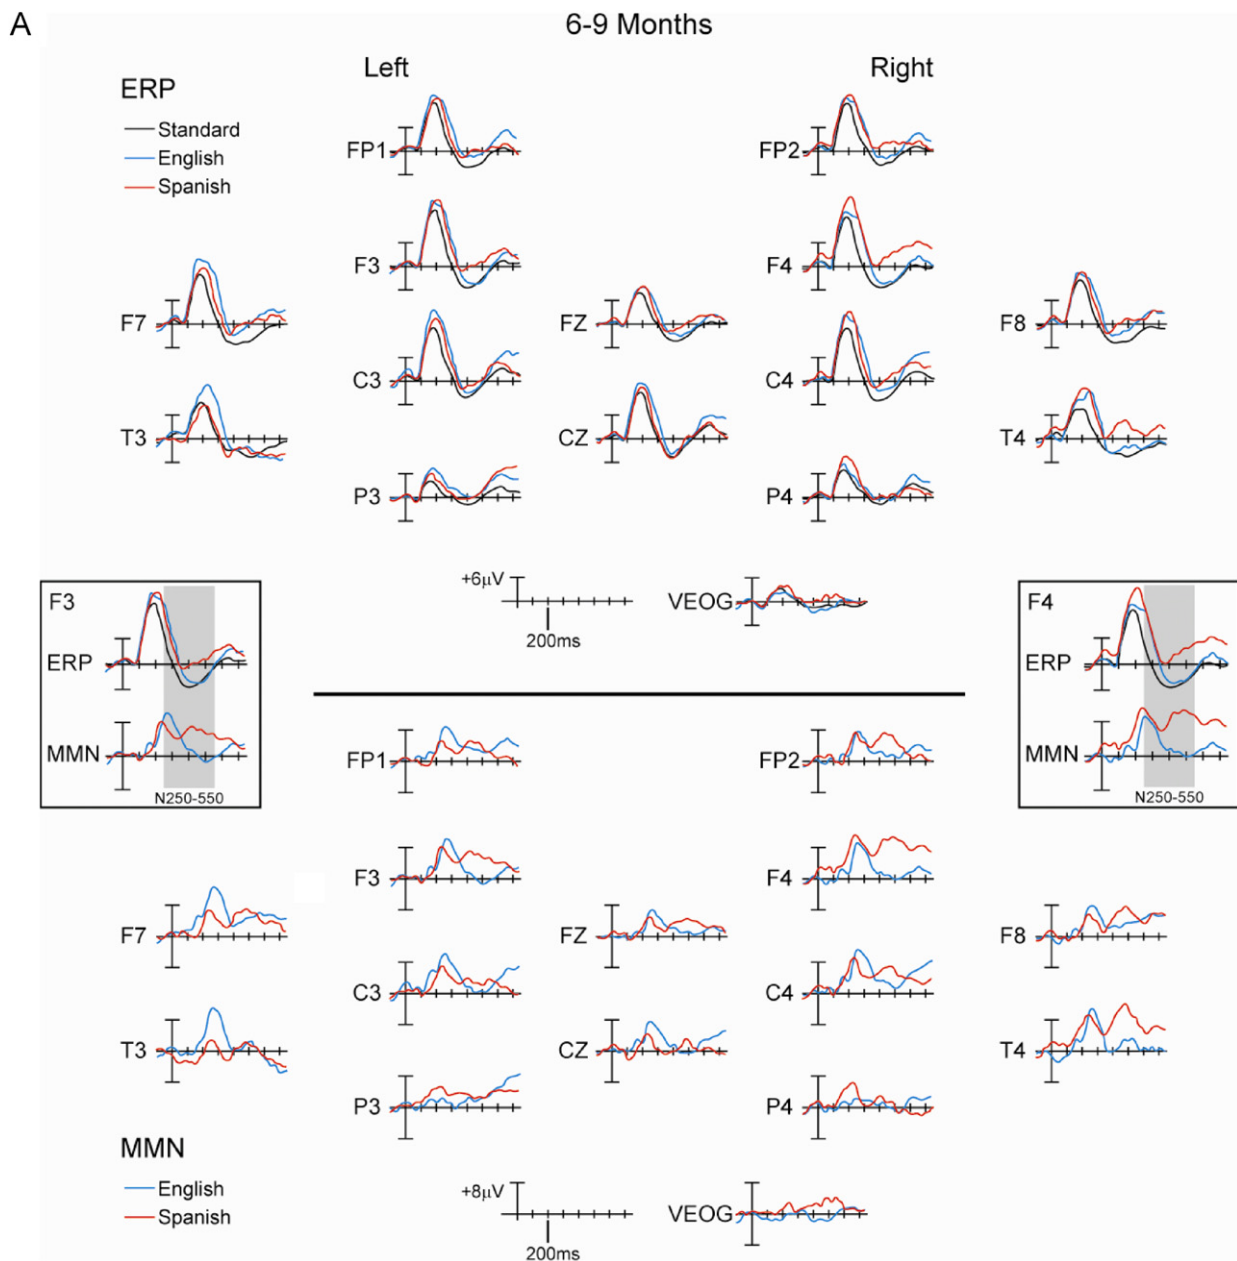 A
6-9 Months
Left
Right
ERP
Standard
English
Spanish
FP1
FP2
F3
F4
F7
FZ
F8
C3
C4
T3
CZ
T4
P3
P4
+6µV
200ms
VEOG
F3
ERP
MMN
N250-550
F4
ERP
MMN
N250-550
FP1
FP2
F3
F4
F7
FZ
F8
C3
C4
T3
CZ
T4
P3
P4
MMN
English
Spanish
+8µV
200ms
VEOG